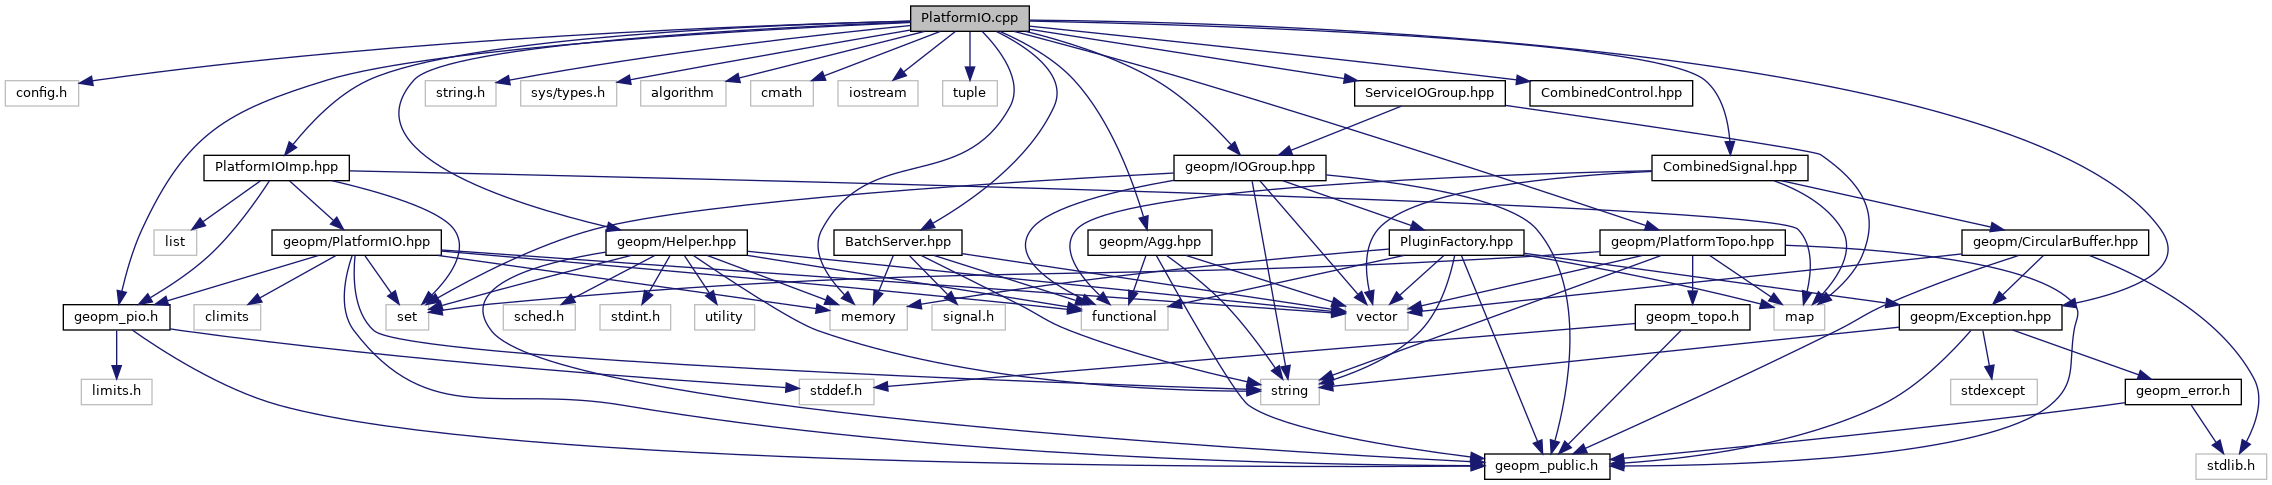 PlatformIO.cpp
config.h
string.h
sys/types.h
algorithm
cmath
iostream
tuple
ServiceIOGroup.hpp
CombinedControl.hpp
PlatformIOImp.hpp
geopm/IOGroup.hpp
CombinedSignal.hpp
list
geopm/PlatformIO.hpp
geopm/Helper.hpp
BatchServer.hpp
geopm/Agg.hpp
PluginFactory.hpp
geopm/PlatformTopo.hpp
geopm/CircularBuffer.hpp
geopm_pio.h
climits
set
sched.h
stdint.h
utility
memory
signal.h
functional
vector
geopm_topo.h
map
geopm/Exception.hpp
limits.h
stddef.h
string
stdexcept
geopm_error.h
geopm_public.h
stdlib.h